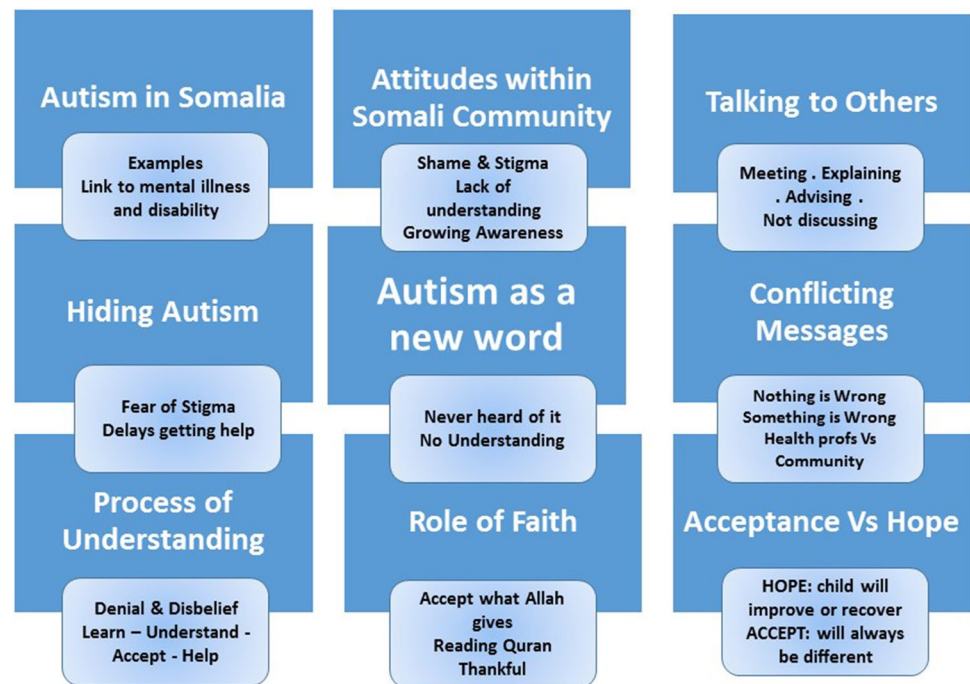 Autism in Somalia
Examples
Link to mental illness
and disability
Attitudes within
Somali Community
Shame & Stigma
Lack of
understanding
Growing Awareness
Talking to Others
Meeting . Explaining
. Advising .
Not discussing
Hiding Autism
Fear of Stigma
Delays getting help
Autism as a
new word
Never heard of it
No Understanding
Conflicting
Messages
Nothing is Wrong
Something is Wrong
Health profs Vs
Community
Process of
Understanding
Denial & Disbelief
Learn – Understand -
Accept - Help
Role of Faith
Accept what Allah
gives
Reading Quran
Thankful
Acceptance Vs Hope
HOPE: child will
improve or recover
ACCEPT: will always
be different